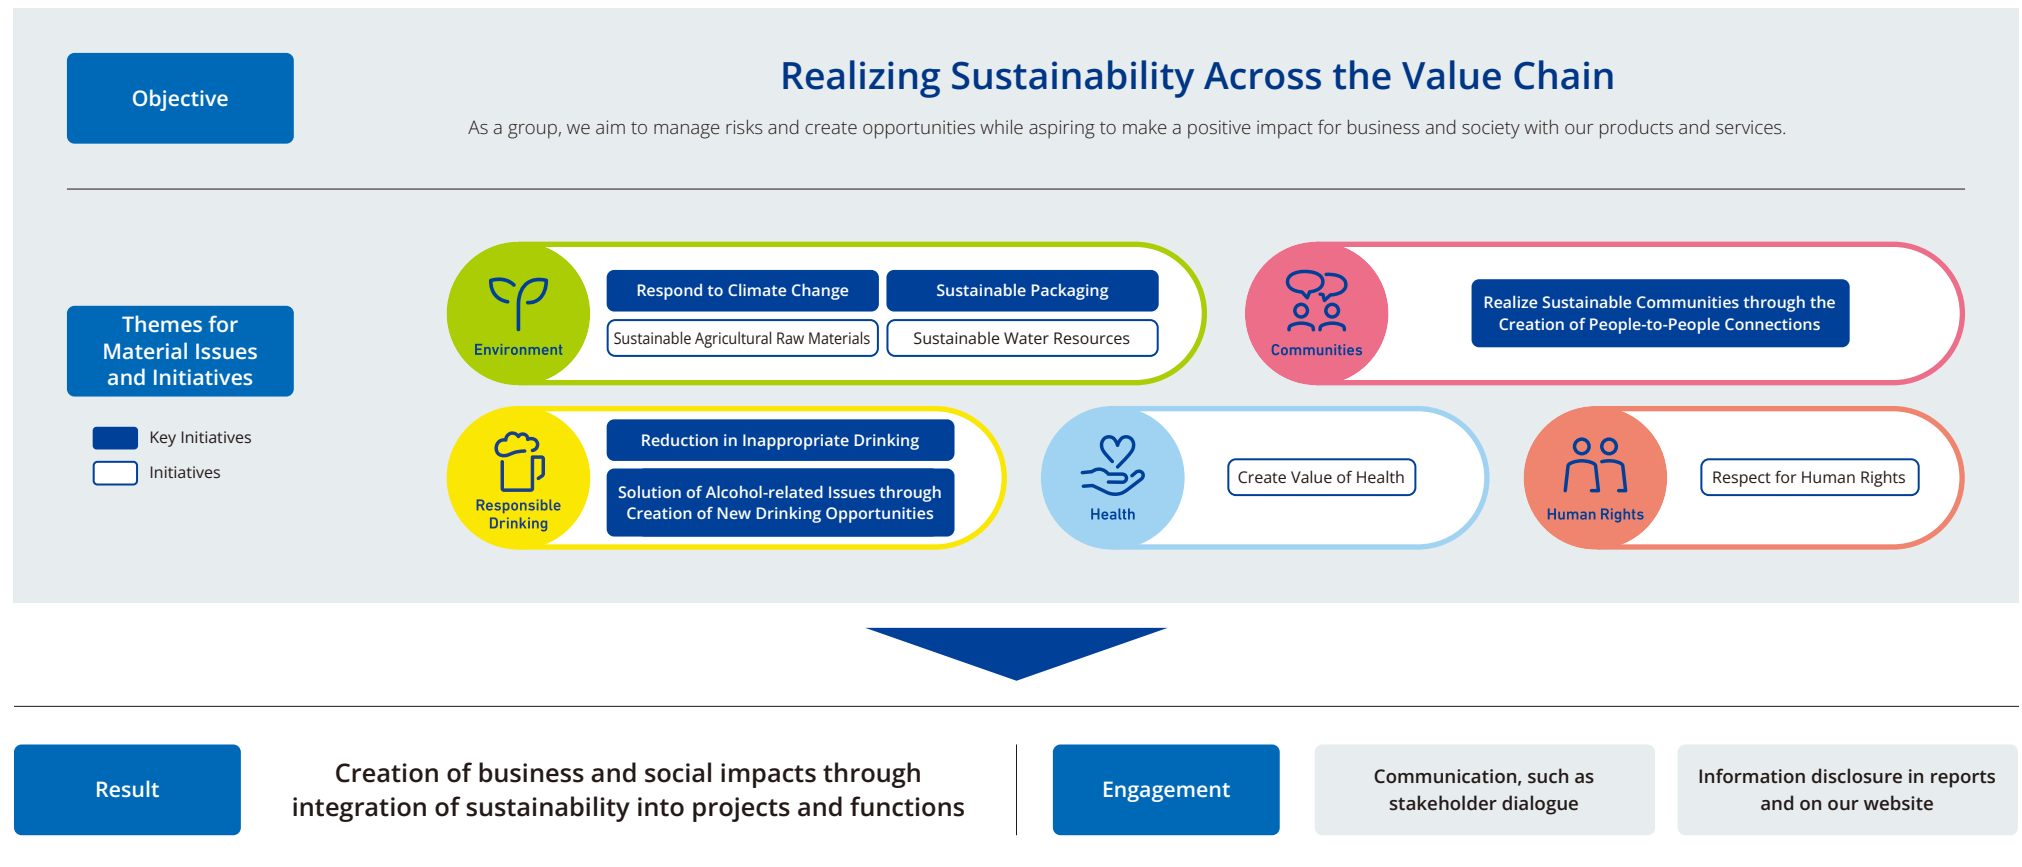 Objective
Realizing Sustainability Across the Value Chain
As a group, we aim to manage risks and create opportunities while aspiring to make a positive impact for business and society with our products and services.
Themes for
Material Issues
and Initiatives
Key Initiatives
Initiatives
Environment
Respond to Climate Change
Sustainable Packaging
Sustainable Agricultural Raw Materials
Sustainable Water Resources
Communities
Realize Sustainable Communities through the
Creation of People-to-People Connections
Responsible
Drinking
Reduction in Inappropriate Drinking
Solution of Alcohol-related Issues through
Creation of New Drinking Opportunities
Health
Create Value of Health
Human Rights
Respect for Human Rights
Result
Creation of business and social impacts through
integration of sustainability into projects and functions
Engagement
Communication, such as
stakeholder dialogue
Information disclosure in reports
and on our website